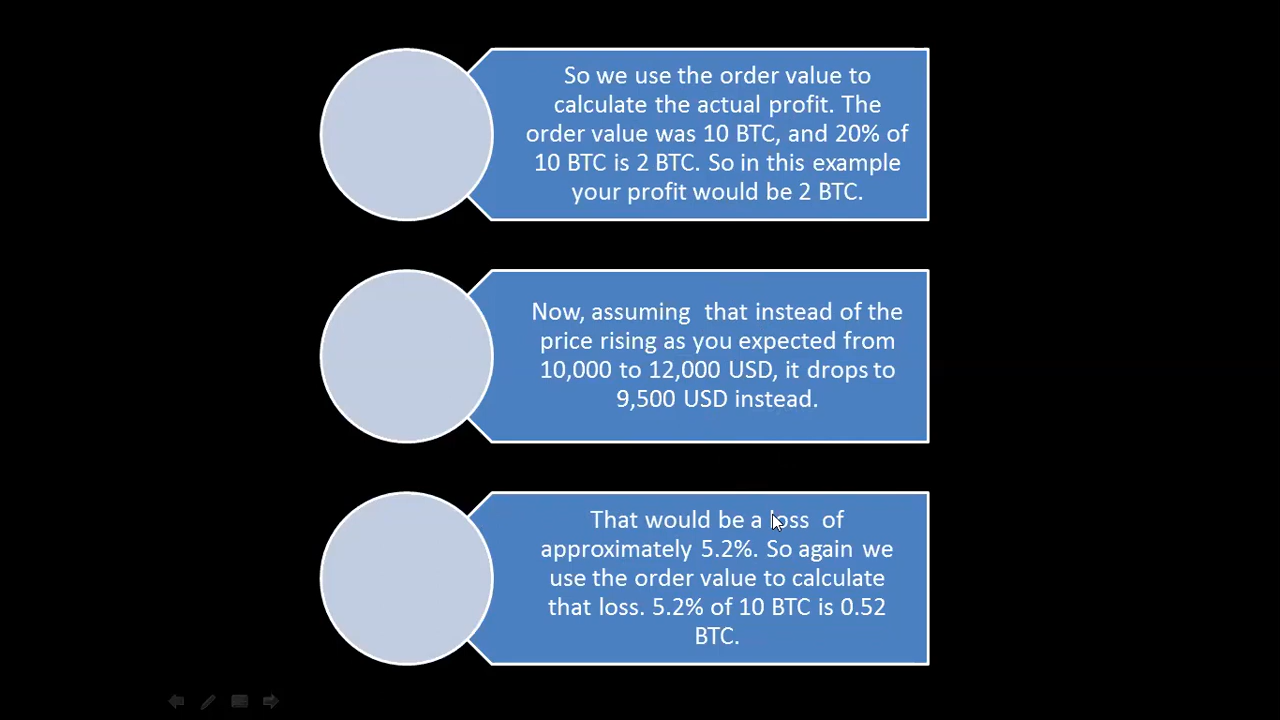 So we use the order value to
calculate the actual profit. The
order value was 10 BTC, and 20% of
10 BTC is 2 BTC. So in this example
your profit would be 2 BTC.
Now, assuming  that instead of the
price rising as you expected from
10,000 to 12,000 USD, it drops to
9,500 USD instead.
That would be a loss  of
approximately 5.2%. So again we
use the order value to calculate
that loss. 5.2% of 10 BTC is 0.52
BTC.